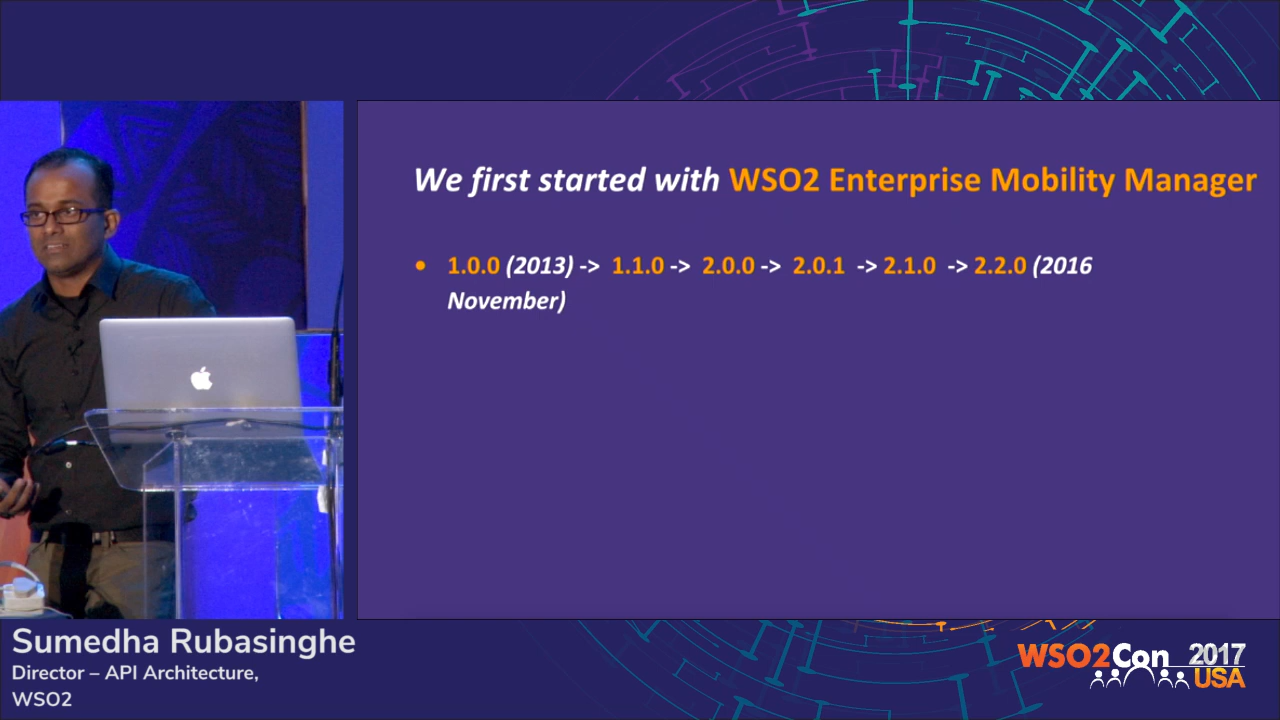 We first started with WSO2 Enterprise Mobility Manager
• 1.0.0 (2013) -> 1.1.0 -> 2.0.0 -> 2.0.1 -> 2.1.0 -> 2.2.0 (2016
November)
Sumedha Rubasinghe
Director – API Architecture,
WSO2
WSO2Con 2017
USA